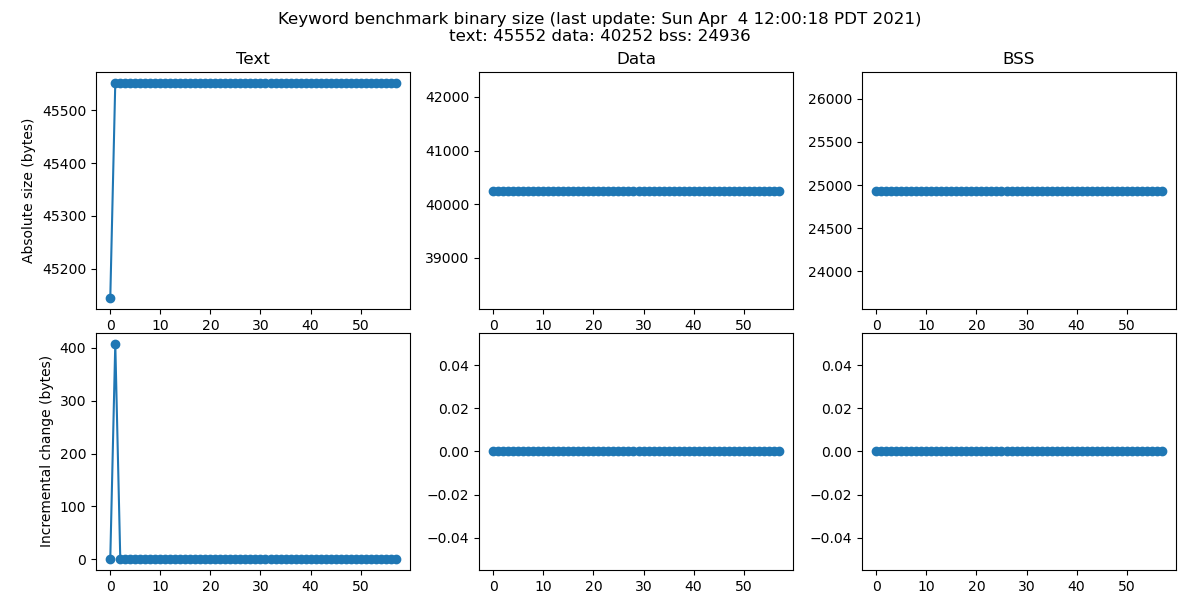 Keyword benchmark binary size (last update: Sun Apr  4 12:00:18 PDT 2021)
text: 45552 data: 40252 bss: 24936
Text
Data
BSS
Absolute size (bytes)
45500
45400
45300
45200
0 10 20 30 40 50
42000
41000
40000
39000
0 10 20 30 40 50
26000
25500
25000
24500
24000
0 10 20 30 40 50
Incremental change (bytes)
400
300
200
100
0
0 10 20 30 40 50
0.04
0.02
0.00
−0.02
−0.04
0 10 20 30 40 50
0.04
0.02
0.00
−0.02
−0.04
0 10 20 30 40 50